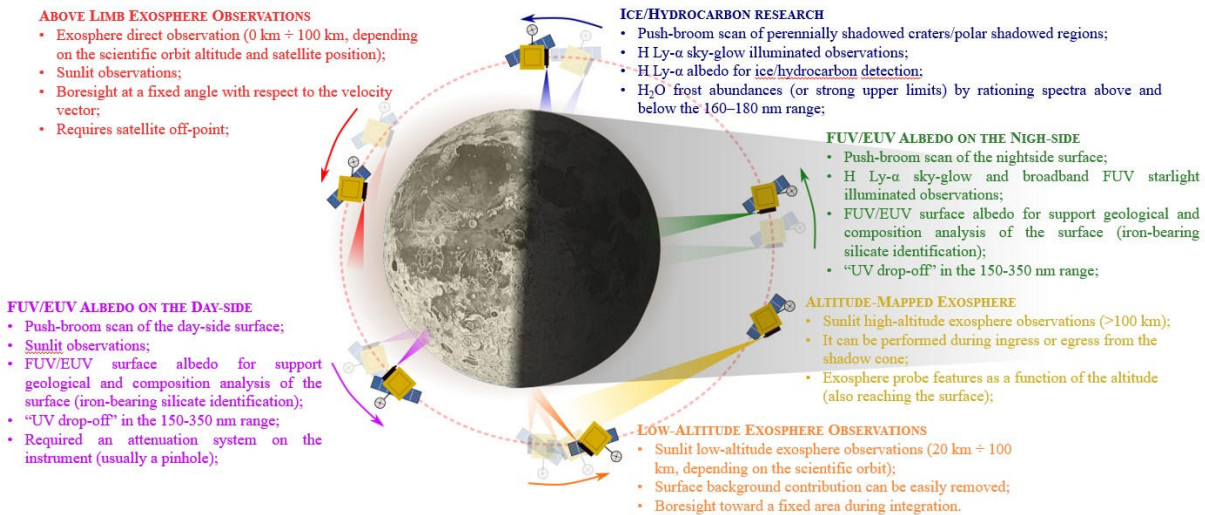 ABOVE LIMB EXOSPHERE OBSERVATIONS
• Exosphere direct observation (0 km ÷ 100 km, depending
on the scientific orbit altitude and satellite position);
• Sunlit observations;
• Boresight at a fixed angle with respect to the velocity
vector;
• Requires satellite off-point;
ICE/HYDROCARBON RESEARCH
• Push-broom scan of perennially shadowed craters/polar shadowed regions;
• H Ly-α sky-glow illuminated observations;
• H Ly-α albedo for ice/hydrocarbon detection;
• H₂O frost abundances (or strong upper limits) by rationing spectra above and
below the 160–180 nm range;
FUV/EUV ALBEDO ON THE NIGH-SIDE
• Push-broom scan of the nightside surface;
• H Ly-α sky-glow and broadband FUV starlight
illuminated observations;
• FUV/EUV surface albedo for support geological and
composition analysis of the surface (iron-bearing
silicate identification);
• “UV drop-off” in the 150-350 nm range;
FUV/EUV ALBEDO ON THE DAY-SIDE
• Push-broom scan of the day-side surface;
• Sunlit observations;
• FUV/EUV surface albedo for support
geological and composition analysis of the
surface (iron-bearing silicate identification);
• “UV drop-off” in the 150-350 nm range;
• Required an attenuation system on the
instrument (usually a pinhole);
ALTITUDE-MAPPED EXOSPHERE
• Sunlit high-altitude exosphere observations (>100 km);
• It can be performed during ingress or egress from the
shadow cone;
• Exosphere probe features as a function of the altitude
(also reaching the surface);
LOW-ALTITUDE EXOSPHERE OBSERVATIONS
• Sunlit low-altitude exosphere observations (20 km ÷ 100
km, depending on the scientific orbit);
• Surface background contribution can be easily removed;
• Boresight toward a fixed area during integration.